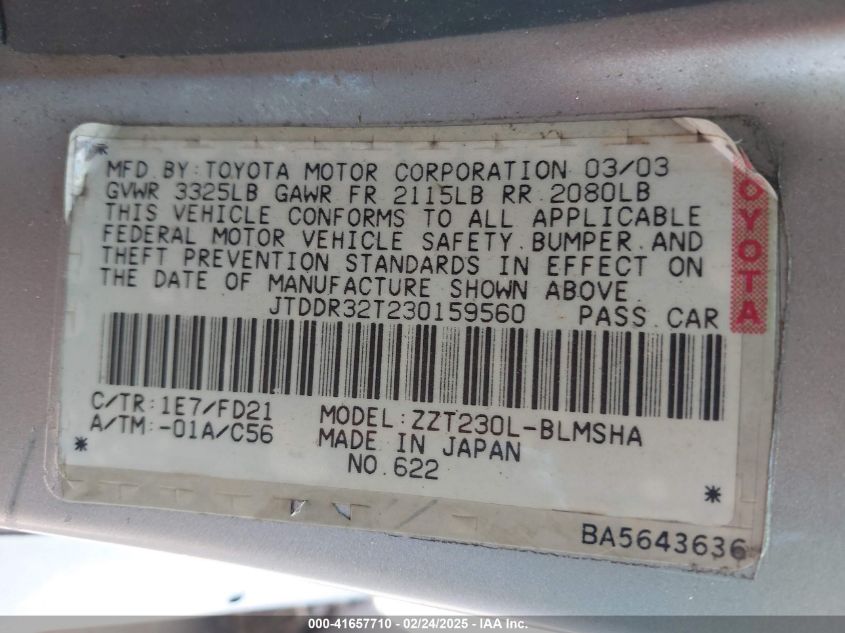 MFD BY: TOYOTA MOTOR CORPORATION 03/03
GVWR 3325LB GAWR FR 2115LB RR 2080LB
THIS VEHICLE CONFORMS TO ALL APPLICABLE
FEDERAL MOTOR VEHICLE SAFETY, BUMPER, AND
THEFT PREVENTION STANDARDS IN EFFECT ON
THE DATE OF MANUFACTURE SHOWN ABOVE.
JTDDR32T230159560 PASS. CAR
OYOTA
C/TR: 1E7/FD21 MODEL: ZZT230L-BLMSHA
A/TM: -01A/C56 MADE IN JAPAN
* NO. 622 *
BA5643636
000-41657710 - 02/24/2025 - IAAI.COM